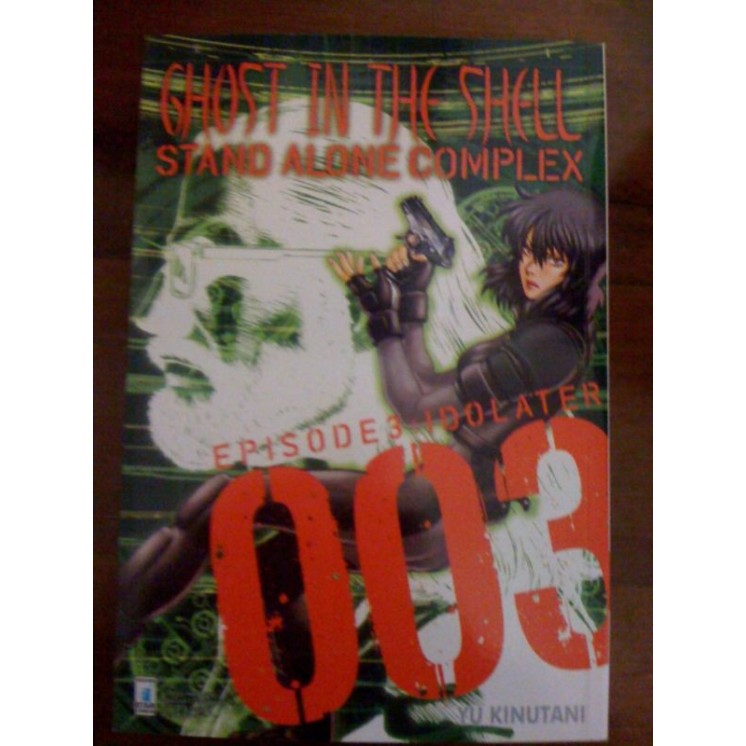 GHOST IN THE SHELL
STAND ALONE COMPLEX
EPISODE3:IDOLATER
003
YU KINUTANI